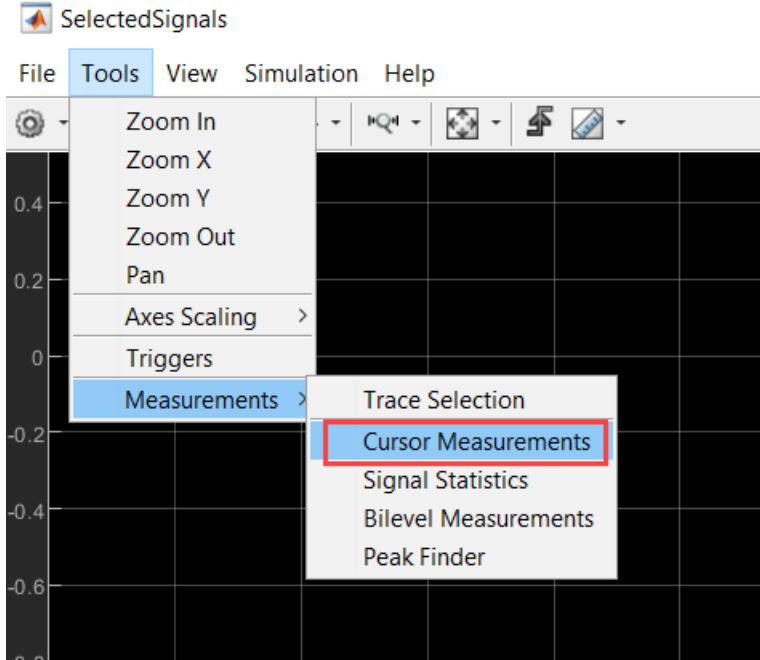 SelectedSignals
File Tools View Simulation Help
Zoom In
Zoom X
Zoom Y
Zoom Out
Pan
Axes Scaling
Triggers
Measurements
Trace Selection
Cursor Measurements
Signal Statistics
Bilevel Measurements
Peak Finder
0.4
0.2
0
-0.2
-0.4
-0.6